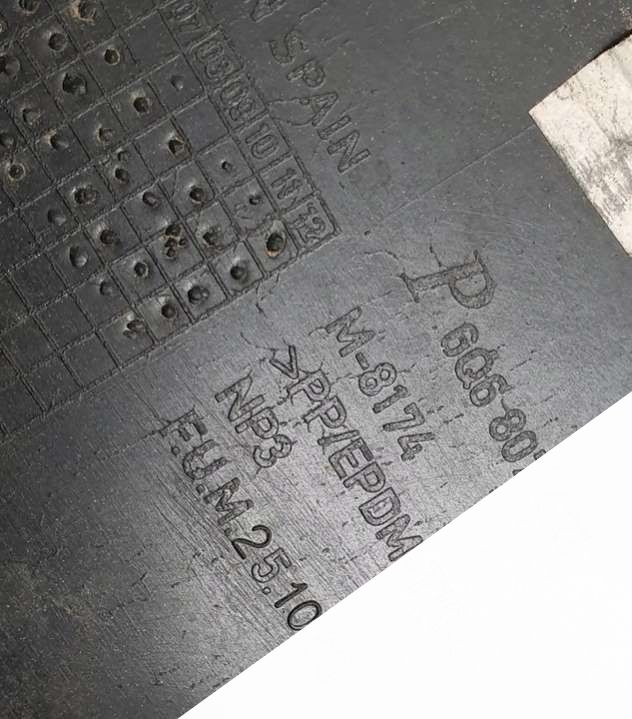 SPAIN
07 08 09 10 11 12
P 6Q6 80
M-8174
>PP/EPDM
NP3
F.U.M.25.10